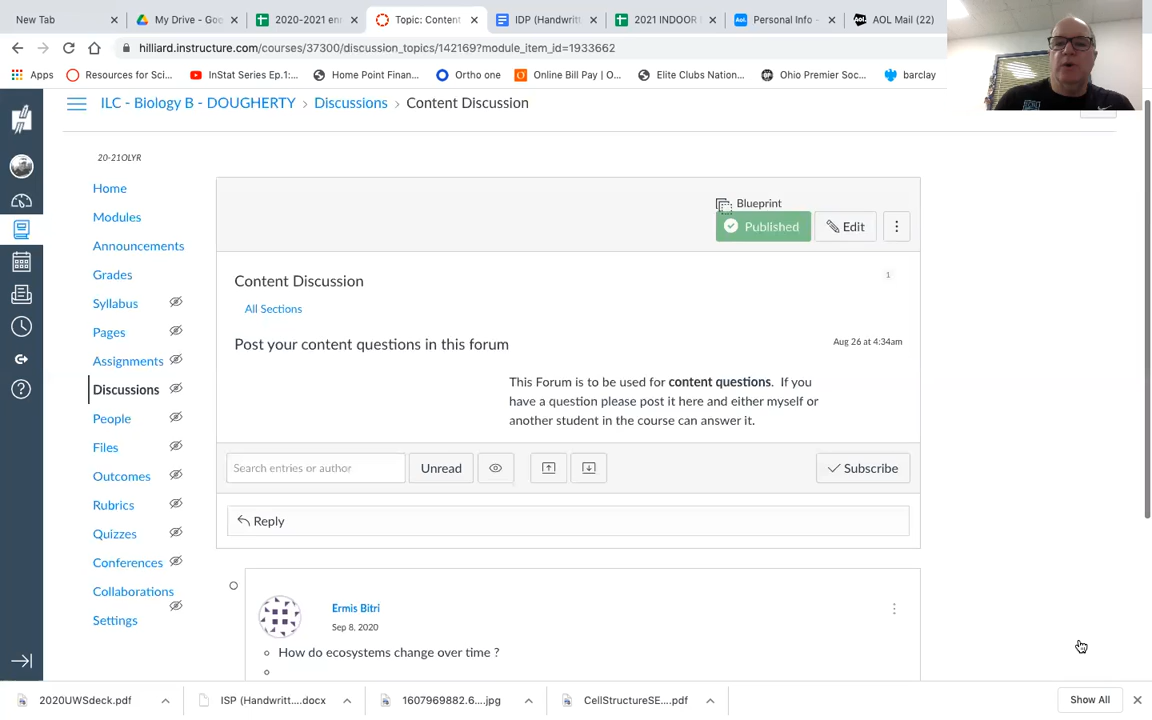 New Tab
My Drive - Goo
2020-2021 en
Topic: Content
IDP (Handwritt
2021 INDOOR
Personal Info -
Aol.
AOL Mail (22)
hilliard.instructure.com/courses/37300/discussion_topics/142169?module_item_id=1933662
Apps
Resources for Sci...
InStat Series Ep.1:...
Home Point Finan...
Ortho one
Online Bill Pay | O...
Elite Clubs Nation...
Ohio Premier Soc...
barclay
ILC - Biology B - DOUGHERTY > Discussions > Content Discussion
20-21OLYR
Home
Modules
Announcements
Grades
Syllabus
Pages
Assignments
Discussions
People
Files
Outcomes
Rubrics
Quizzes
Conferences
Collaborations
Settings
Blueprint
Published
Edit
Content Discussion
1
All Sections
Post your content questions in this forum
Aug 26 at 4:34am
This Forum is to be used for content questions. If you
have a question please post it here and either myself or
another student in the course can answer it.
Search entries or author
Unread
Subscribe
Reply
Ermis Bitri
Sep 8, 2020
How do ecosystems change over time ?
2020UWSdeck.pdf
ISP (Handwritt....docx
1607969882.6....jpg
CellStructureSE....pdf
Show All